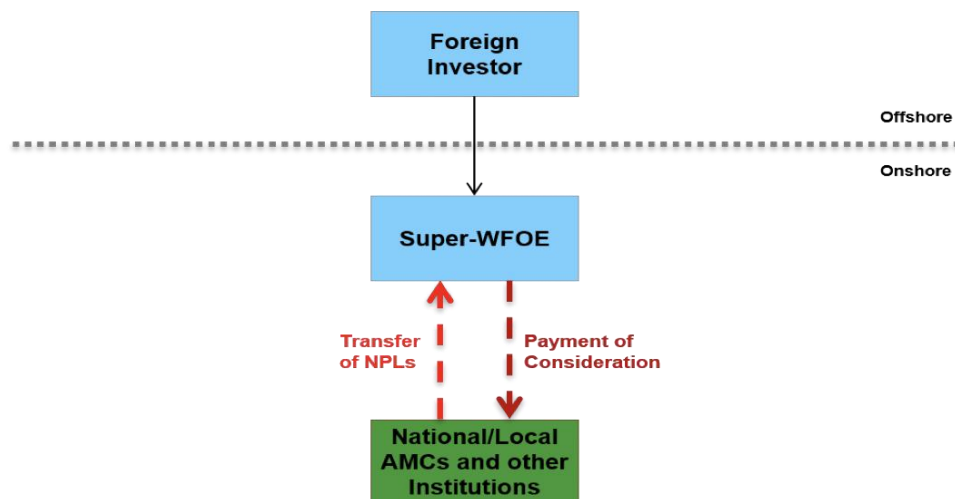 Foreign
Investor
Offshore
Onshore
Super-WFOE
Transfer
of NPLs
Payment of
Consideration
National/Local
AMCs and other
Institutions